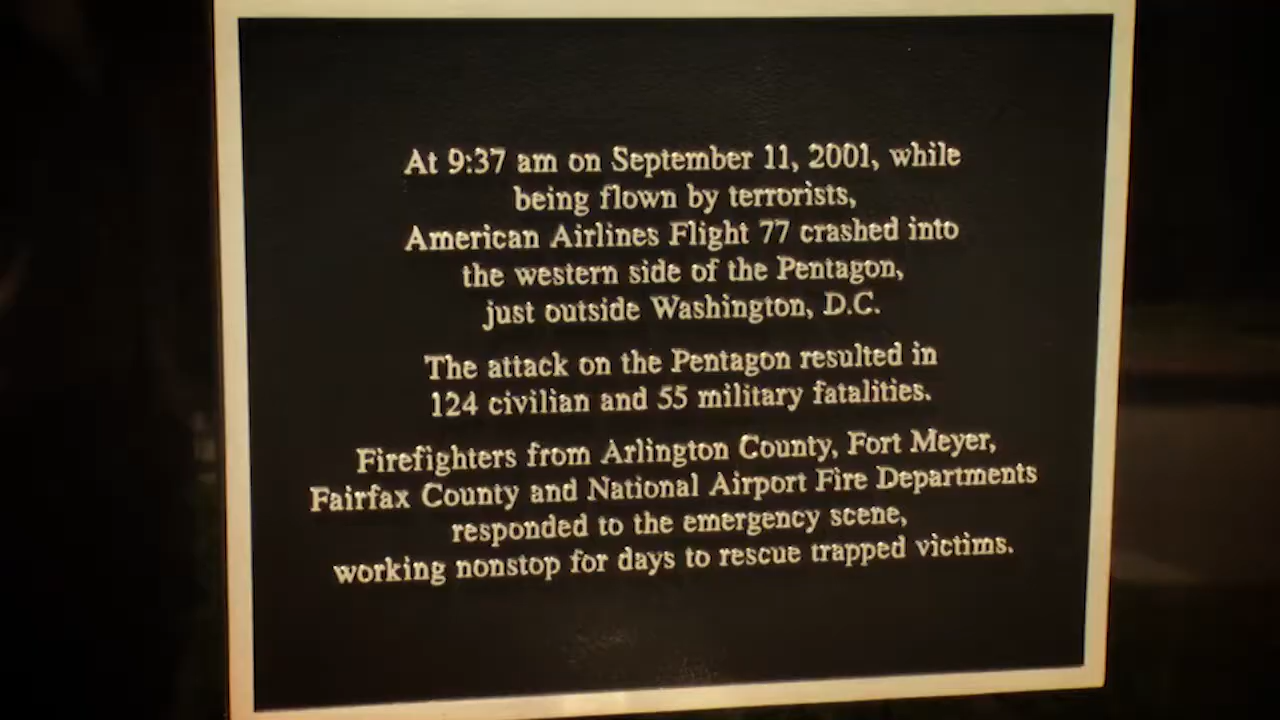 At 9:37 am on September 11, 2001, while
being flown by terrorists,
American Airlines Flight 77 crashed into
the western side of the Pentagon,
just outside Washington, D.C.
The attack on the Pentagon resulted in
124 civilian and 55 military fatalities.
Firefighters from Arlington County, Fort Meyer,
Fairfax County and National Airport Fire Departments
responded to the emergency scene,
working nonstop for days to rescue trapped victims.